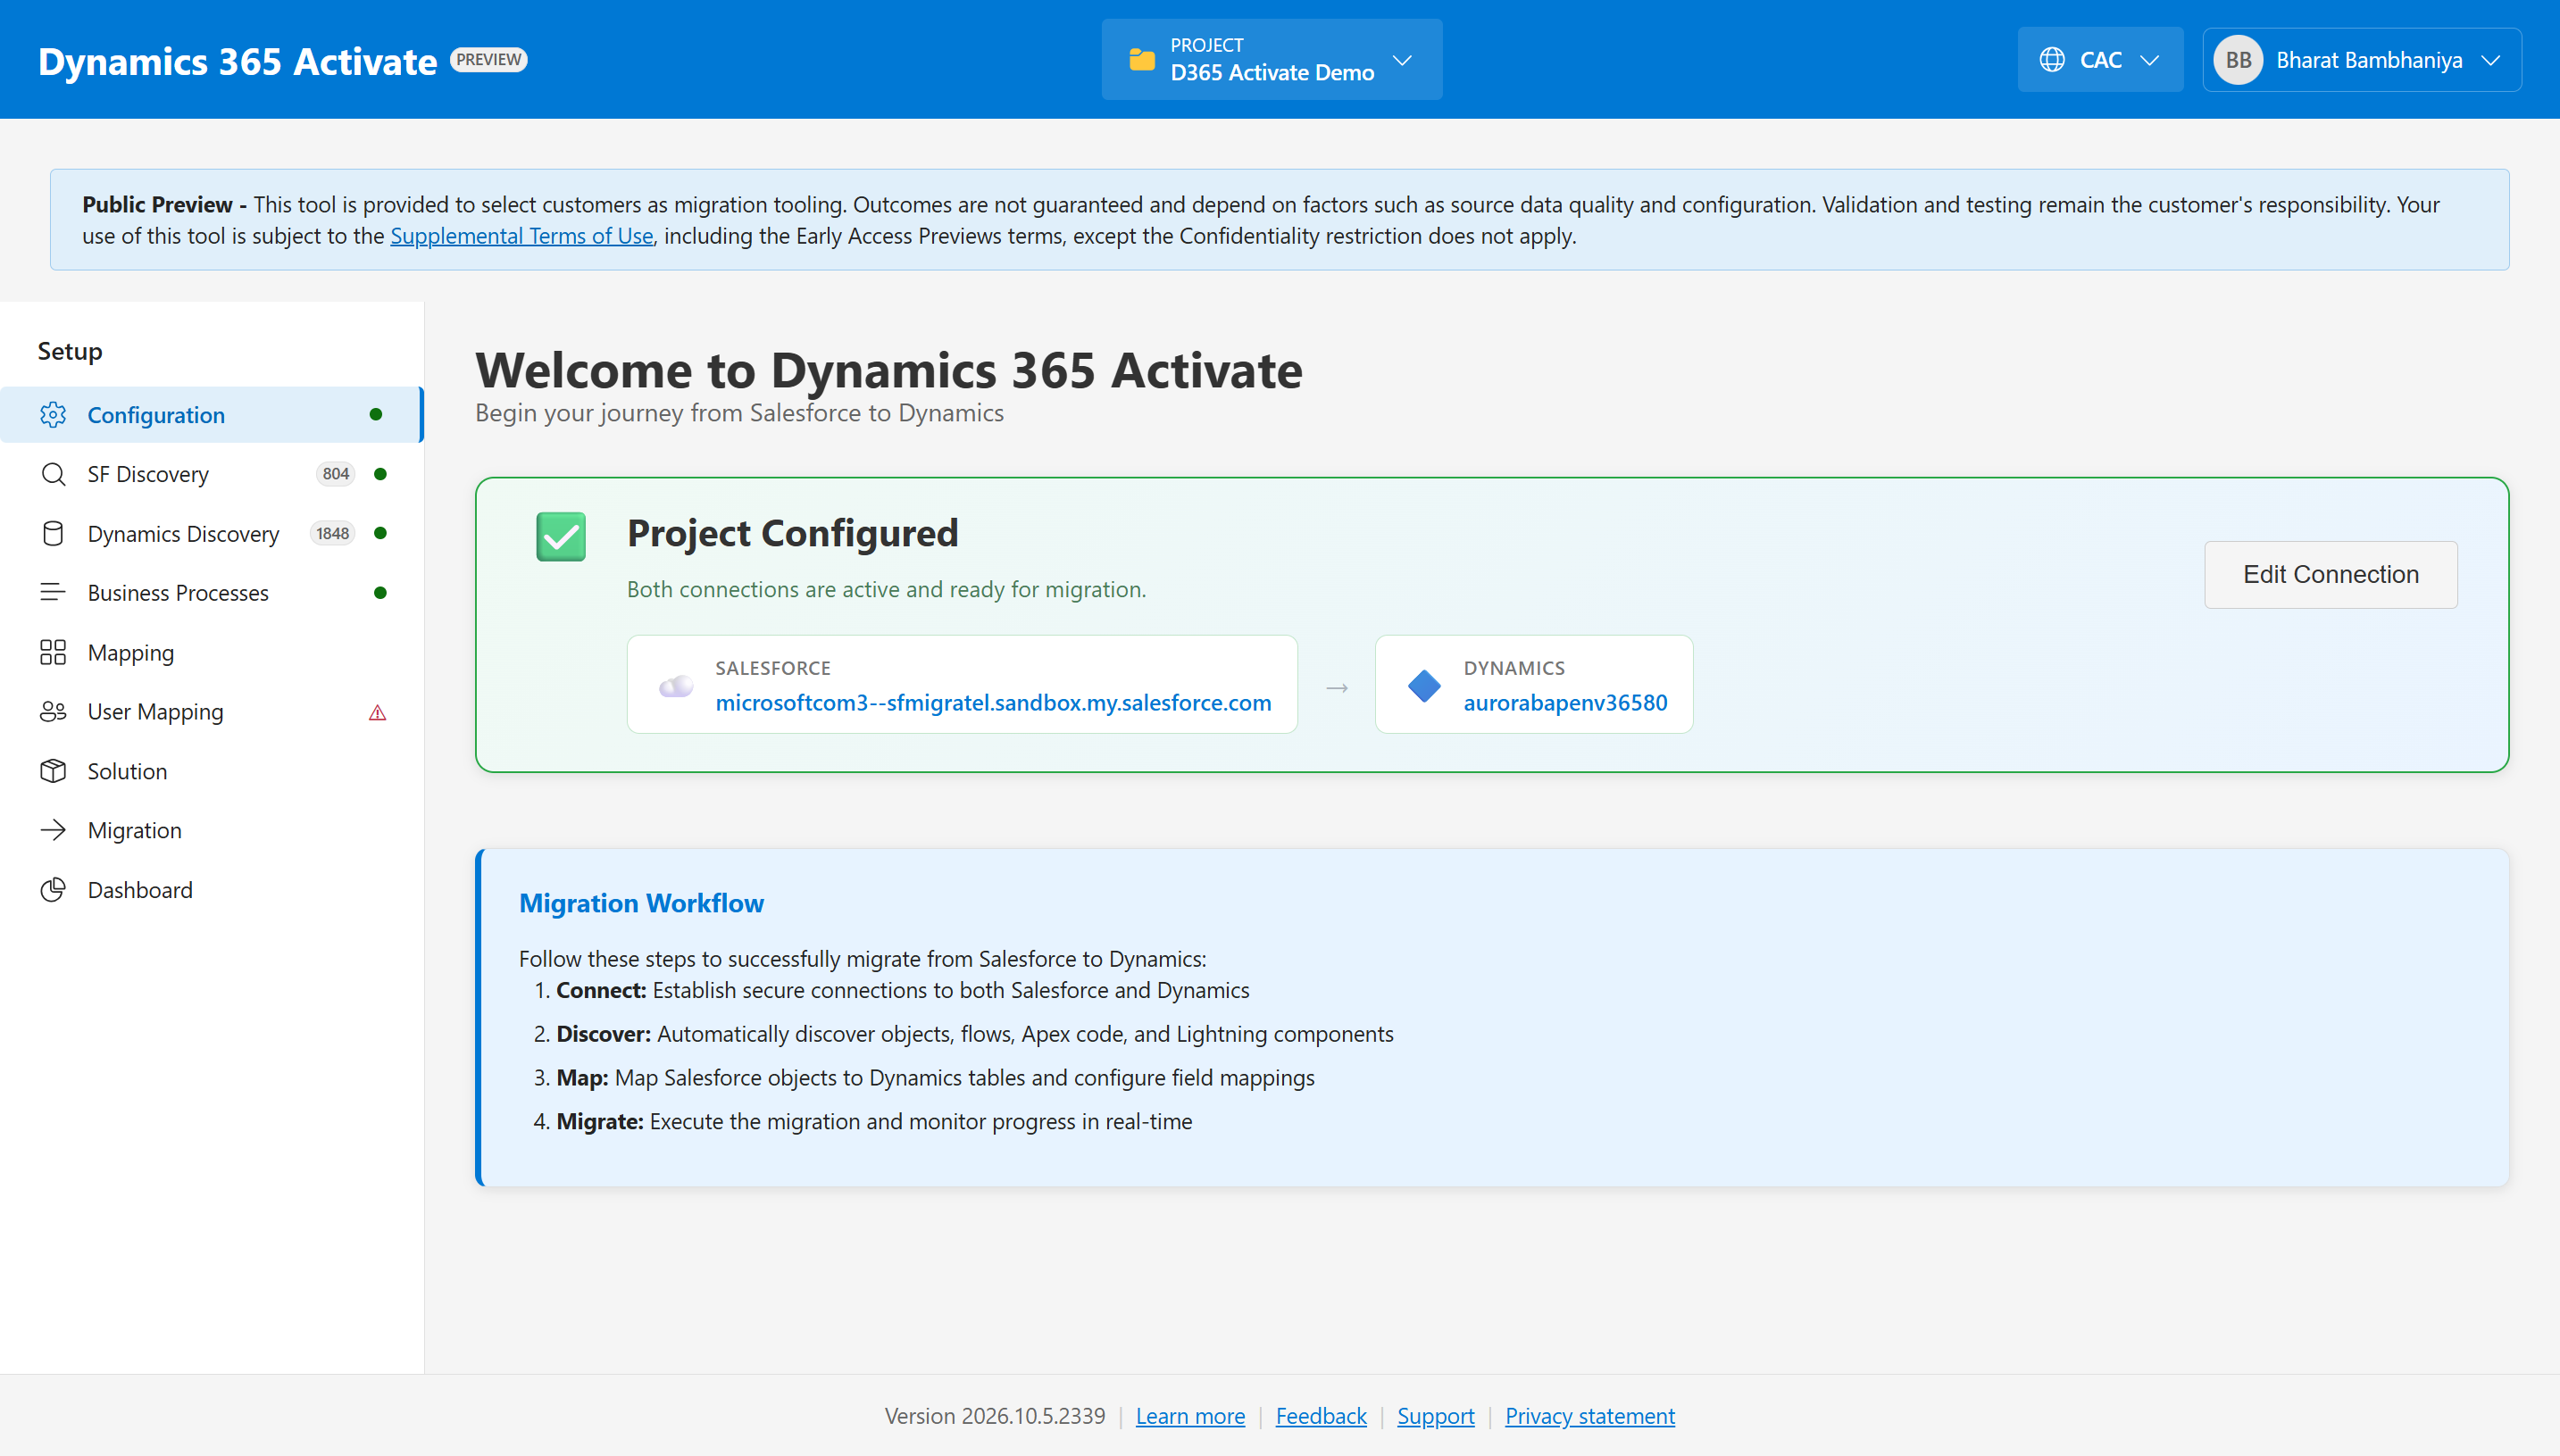 Dynamics 365 Activate PREVIEW
PROJECT
D365 Activate Demo
CAC
BB Bharat Bambhaniya
Public Preview - This tool is provided to select customers as migration tooling. Outcomes are not guaranteed and depend on factors such as source data quality and configuration. Validation and testing remain the customer's responsibility. Your
use of this tool is subject to the Supplemental Terms of Use, including the Early Access Previews terms, except the Confidentiality restriction does not apply.
Setup
Configuration
SF Discovery 804
Dynamics Discovery 1848
Business Processes
Mapping
User Mapping
Solution
Migration
Dashboard
Welcome to Dynamics 365 Activate
Begin your journey from Salesforce to Dynamics
Project Configured
Both connections are active and ready for migration.
Edit Connection
SALESFORCE
microsoftcom3--sfmigratel.sandbox.my.salesforce.com
→
DYNAMICS
aurorabapenv36580
Migration Workflow
Follow these steps to successfully migrate from Salesforce to Dynamics:
1. Connect: Establish secure connections to both Salesforce and Dynamics
2. Discover: Automatically discover objects, flows, Apex code, and Lightning components
3. Map: Map Salesforce objects to Dynamics tables and configure field mappings
4. Migrate: Execute the migration and monitor progress in real-time
Version 2026.10.5.2339 | Learn more | Feedback | Support | Privacy statement